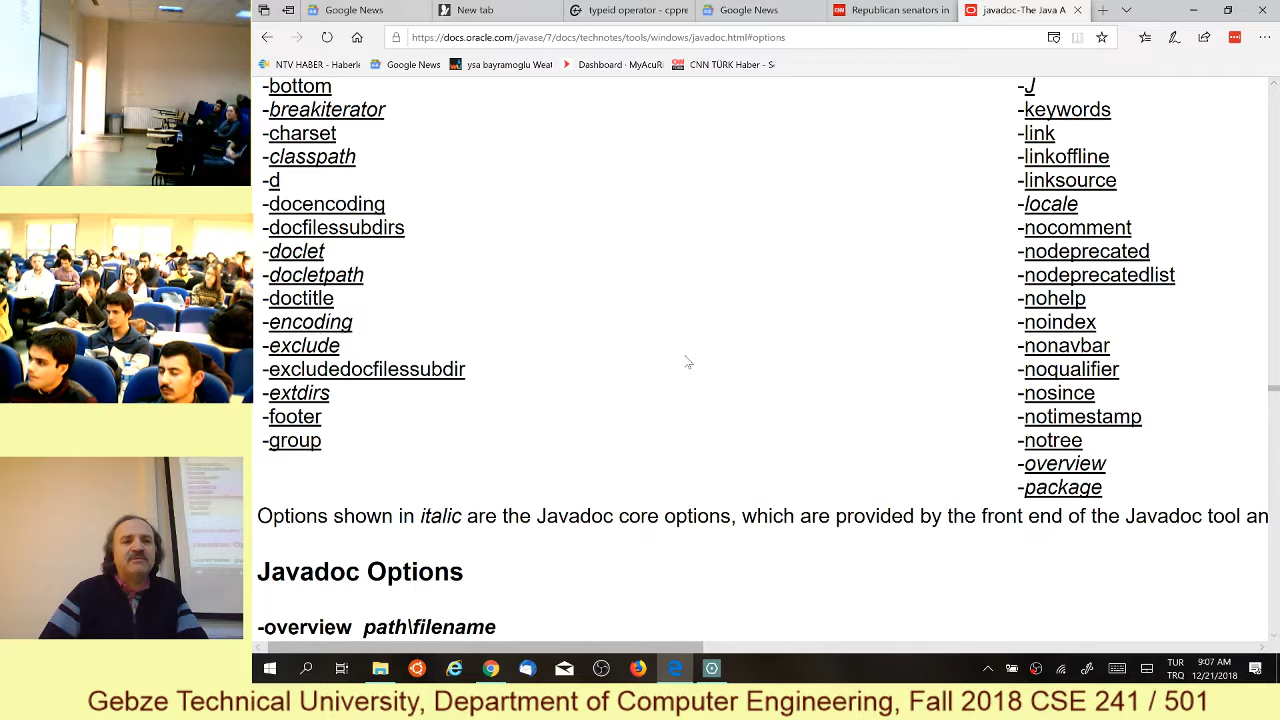 Google News
New tab
typeid operator - cppre
Google News
Republican senators in
javadoc-The Java A
https://docs.oracle.com/javase/7/docs/technotes/tools/windows/javadoc.html#options
NTV HABER - Haberle
Google News
ysa bayramoglu Weat
Dashboard · MyAcuRi
CNN TÜRK Haber - So
-bottom
-breakiterator
-charset
-classpath
-d
-docencoding
-docfilessubdirs
-doclet
-docletpath
-doctitle
-encoding
-exclude
-excludedocfilessubdir
-extdirs
-footer
-group
-J
-keywords
-link
-linkoffline
-linksource
-locale
-nocomment
-nodeprecated
-nodeprecatedlist
-nohelp
-noindex
-nonavbar
-noqualifier
-nosince
-notimestamp
-notree
-overview
-package
Options shown in italic are the Javadoc core options, which are provided by the front end of the Javadoc tool an
Javadoc Options
-overview path\filename
TUR 9:07 AM
TRQ 12/21/2018
Gebze Technical University, Department of Computer Engineering, Fall 2018 CSE 241 / 501